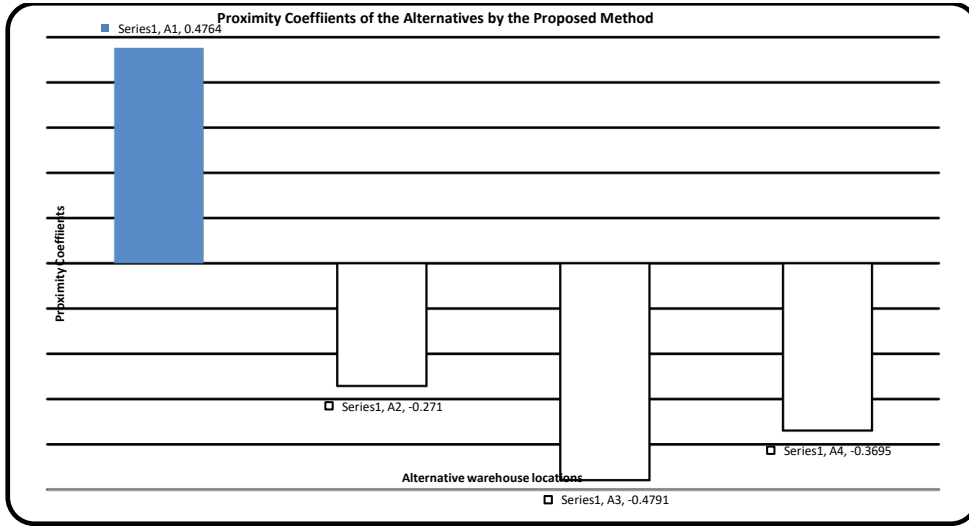 Proximity Coeffiients of the Alternatives by the Proposed Method
Series1, A1, 0.4764
Proximity Coeffiients
Series1, A2, -0.271
Series1, A4, -0.3695
Alternative warehouse locations
Series1, A3, -0.4791